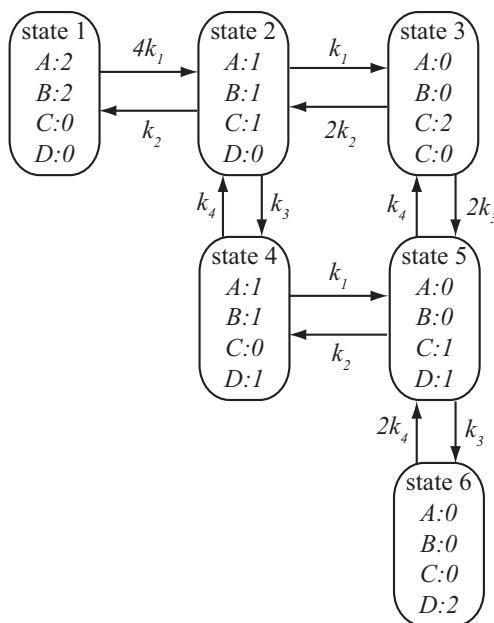 state 1
A:2
B:2
C:0
D:0
4k₁
k₂
state 2
A:1
B:1
C:1
D:0
k₁
2k₂
state 3
A:0
B:0
C:2
C:0
k₄
k₃
k₄
2k₃
state 4
A:1
B:1
C:0
D:1
k₁
k₂
state 5
A:0
B:0
C:1
D:1
2k₄
k₃
state 6
A:0
B:0
C:0
D:2